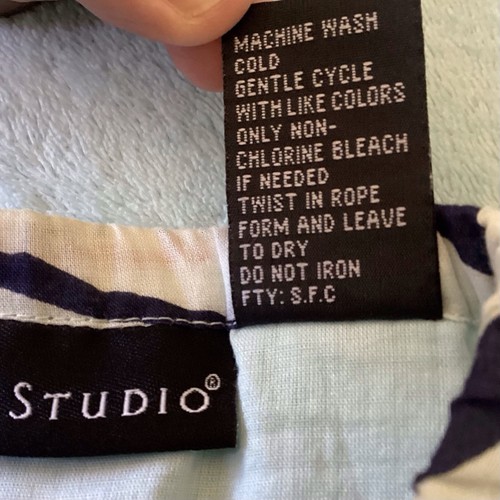 MACHINE WASH
COLD
GENTLE CYCLE
WITH LIKE COLORS
ONLY NON-
CHLORINE BLEACH
IF NEEDED
TWIST IN ROPE
FORM AND LEAVE
TO DRY
DO NOT IRON
FTY: S.F.C
STUDIO®